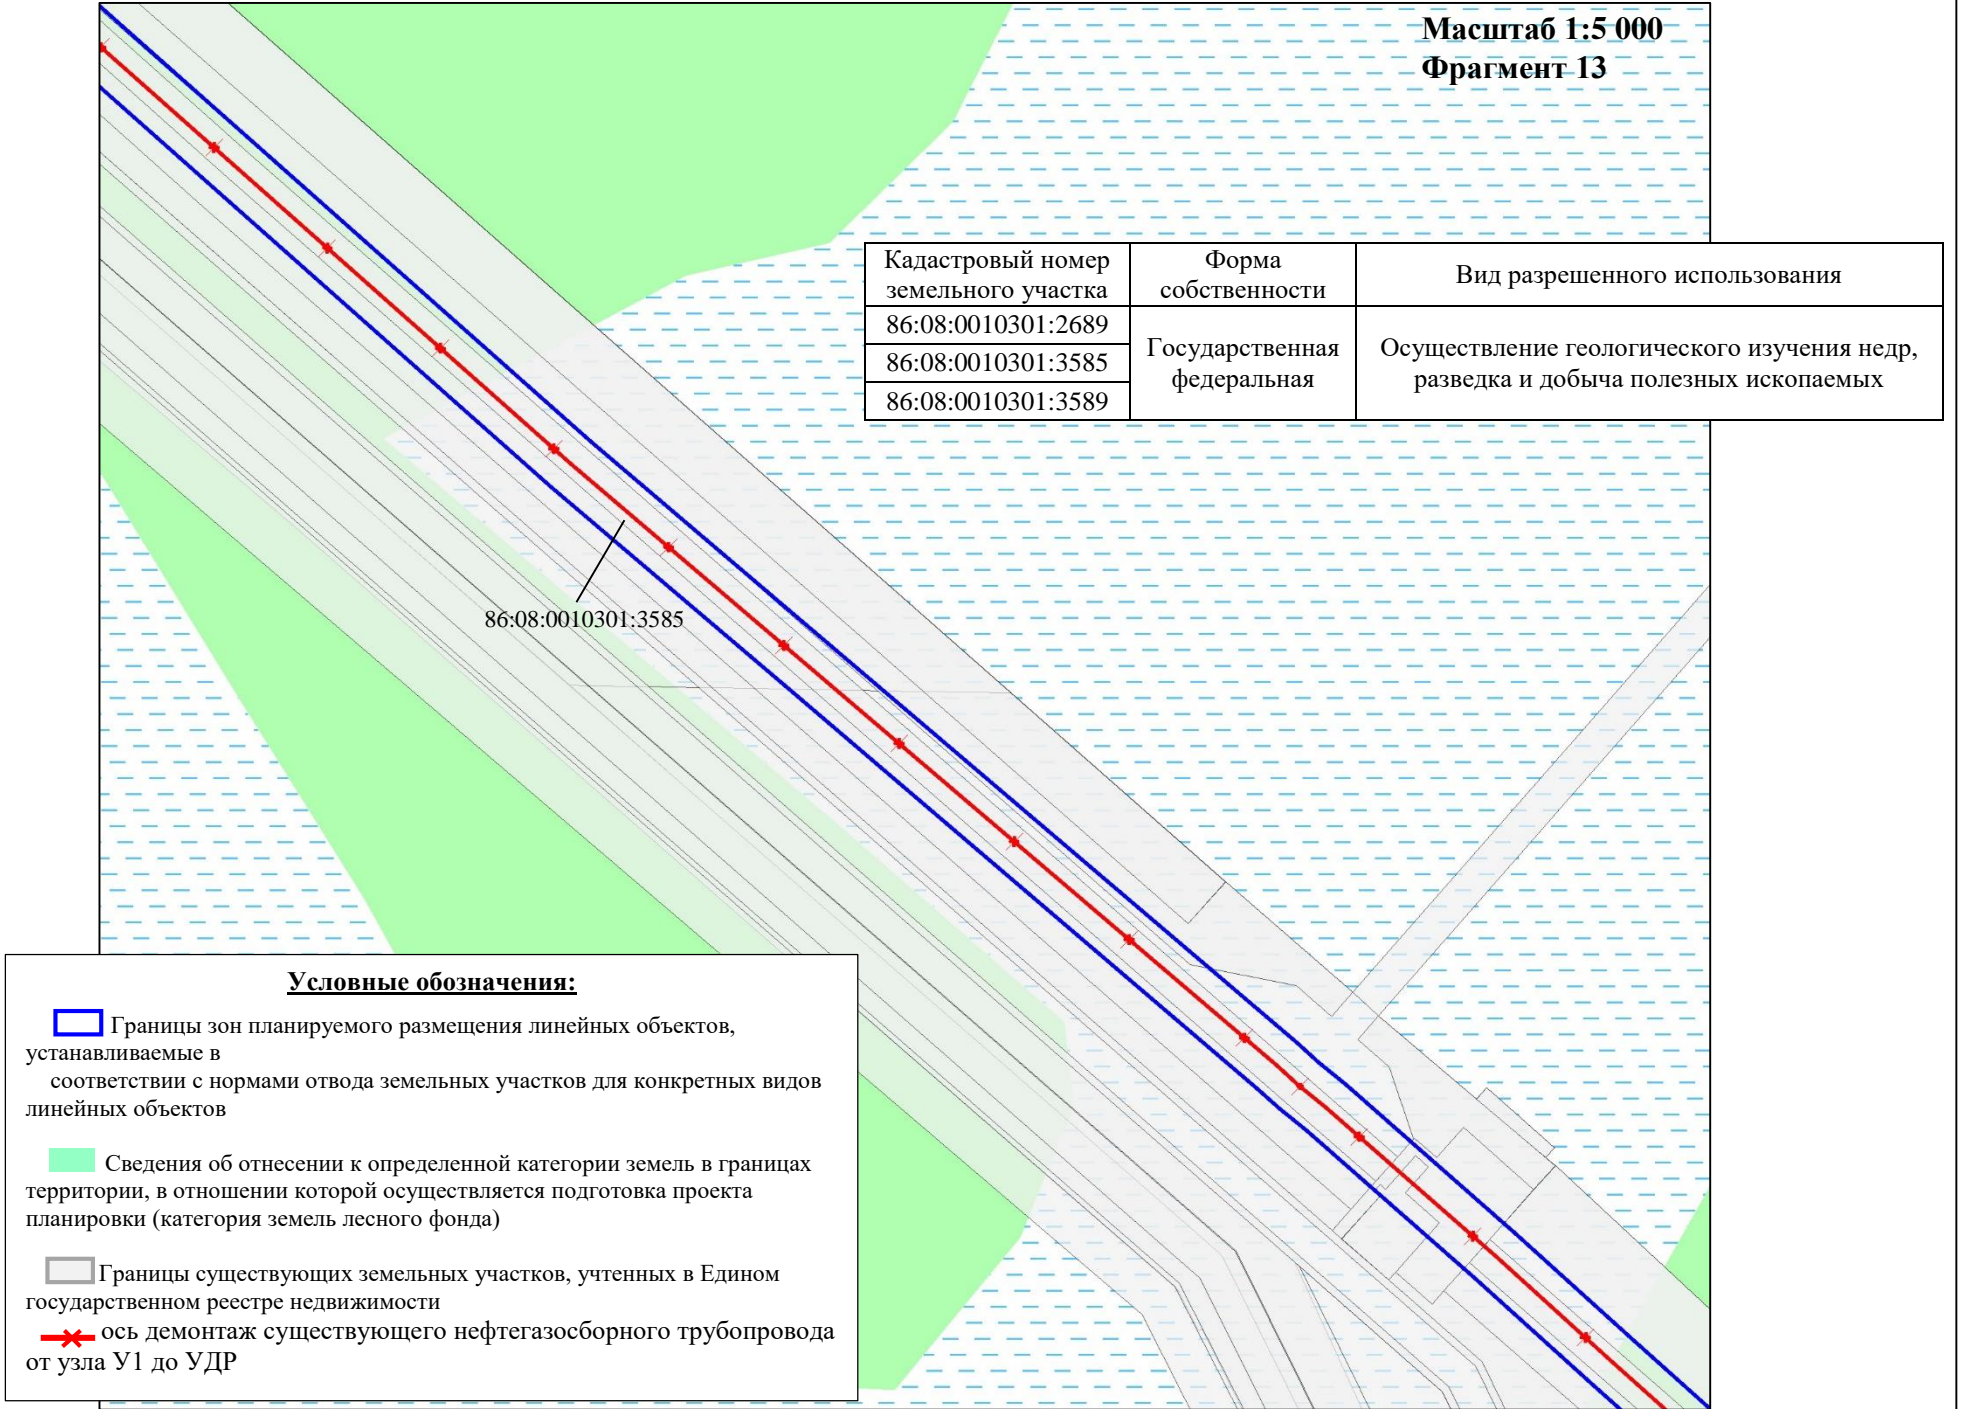 Масштаб 1:5 000
Фрагмент 13
Кадастровый номер
земельного участка
Форма
собственности
Вид разрешенного использования
86:08:0010301:2689
86:08:0010301:3585
86:08:0010301:3589
Государственная
федеральная
Осуществление геологического изучения недр,
разведка и добыча полезных ископаемых
86:08:0010301:3585
Условные обозначения:
Границы зон планируемого размещения линейных объектов,
устанавливаемые в
соответствии с нормами отвода земельных участков для конкретных видов
линейных объектов
Сведения об отнесении к определенной категории земель в границах
территории, в отношении которой осуществляется подготовка проекта
планировки (категория земель лесного фонда)
Границы существующих земельных участков, учтенных в Едином
государственном реестре недвижимости
ось демонтаж существующего нефтегазосборного трубопровода
от узла У1 до УДР